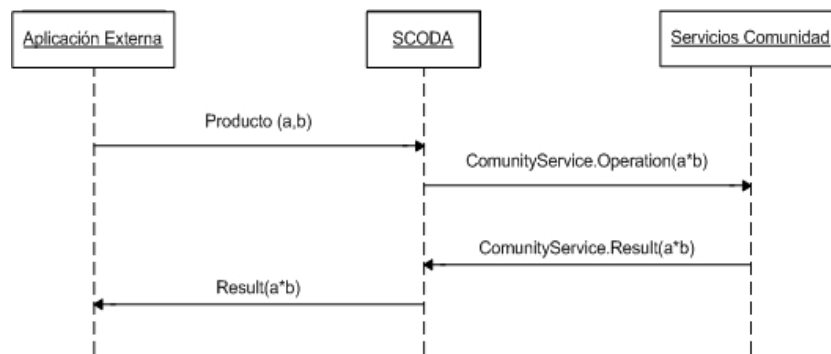 Aplicación Externa
SCODA
Servicios Comunidad
Producto (a,b)
ComunityService.Operation(a*b)
ComunityService.Result(a*b)
Result(a*b)